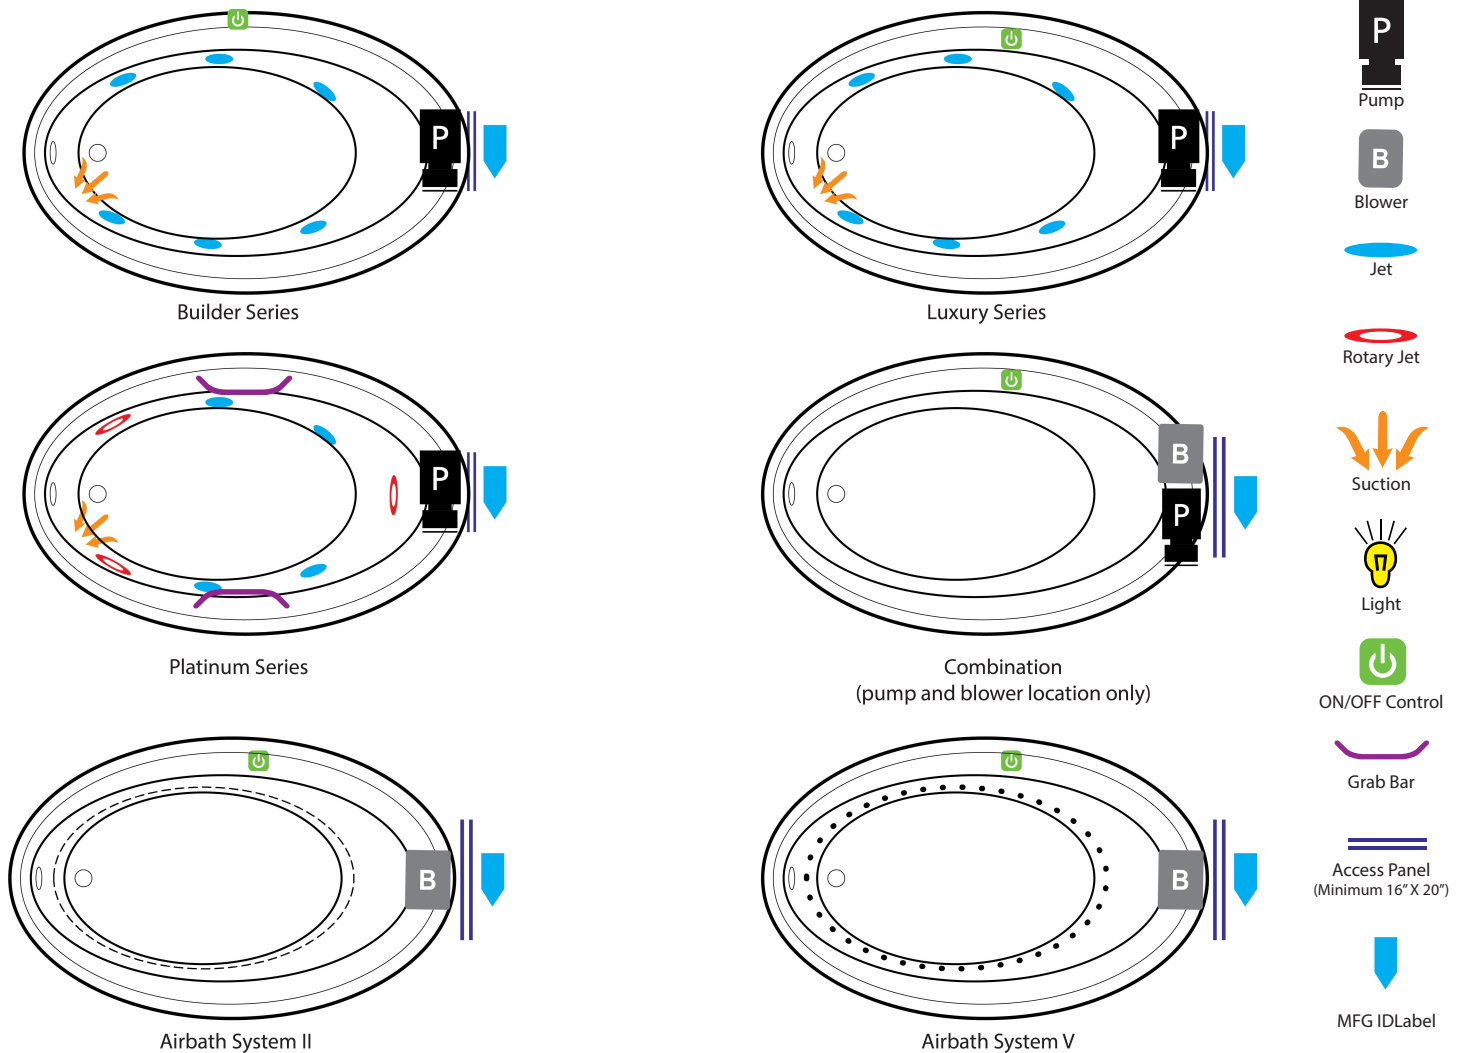 P
Builder Series
P
Luxury Series
P
Platinum Series
B
P
Combination
(pump and blower location only)
B
Airbath System II
B
Airbath System V
P
Pump
B
Blower
Jet
Rotary Jet
Suction
Light
ON/OFF Control
Grab Bar
Access Panel
(Minimum 16” X 20”)
MFG IDLabel